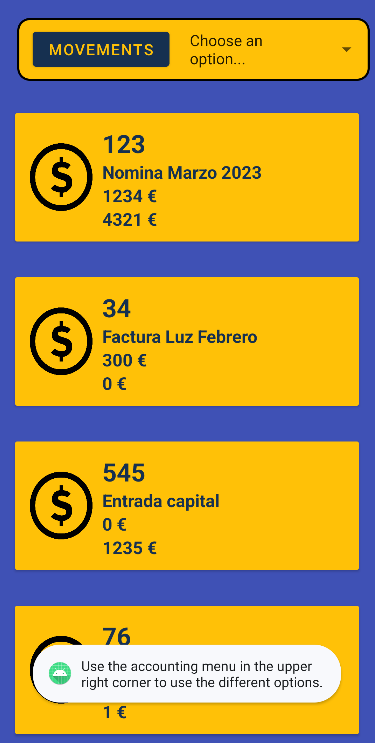 MOVEMENTS
Choose an
option...
123
Nomina Marzo 2023
1234 €
4321 €
34
Factura Luz Febrero
300 €
0 €
545
Entrada capital
0 €
1235 €
76
Use the accounting menu in the upper
right corner to use the different options.
1 €